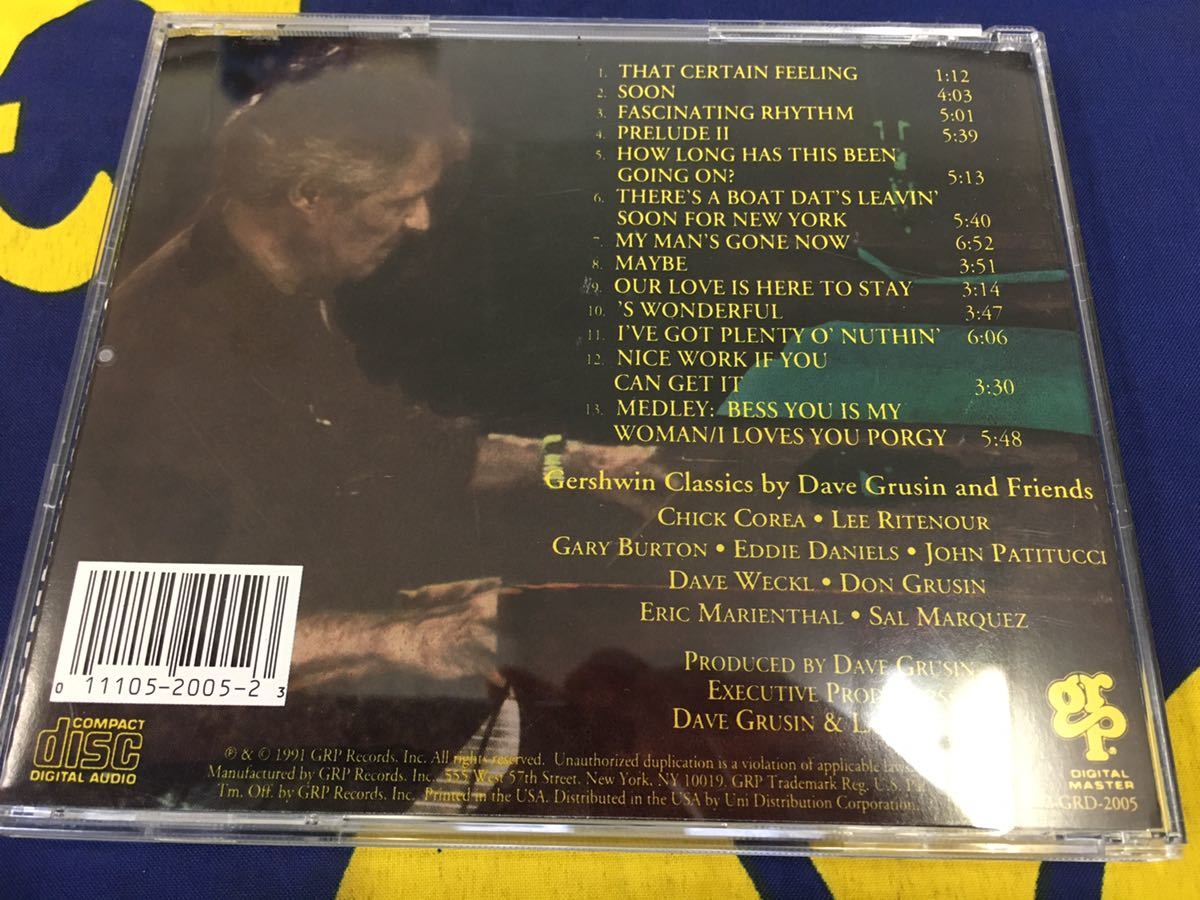 1. THAT CERTAIN FEELING 1:12
2. SOON 4:03
3. FASCINATING RHYTHM 5:01
4. PRELUDE II 5:39
5. HOW LONG HAS THIS BEEN
GOING ON? 5:13
6. THERE'S A BOAT DAT'S LEAVIN'
SOON FOR NEW YORK 5:40
7. MY MAN'S GONE NOW 6:52
8. MAYBE 3:51
9. OUR LOVE IS HERE TO STAY 3:14
10. 'S WONDERFUL 3:47
11. I'VE GOT PLENTY O' NUTHIN' 6:06
12. NICE WORK IF YOU
CAN GET IT 3:30
13. MEDLEY: BESS YOU IS MY
WOMAN/I LOVES YOU PORGY 5:48
Gershwin Classics by Dave Grusin and Friends
CHICK COREA • LEE RITENOUR
GARY BURTON • EDDIE DANIELS • JOHN PATITUCCI
DAVE WECKL • DON GRUSIN
ERIC MARIENTHAL • SAL MARQUEZ
PRODUCED BY DAVE GRUSIN
EXECUTIVE
DAVE GRUSIN &
0 11105-2005-2 3
COMPACT
disc
DIGITAL AUDIO
grp
DIGITAL
MASTER
GRD-2005
℗ & © 1991 GRP Records, Inc. All rights reserved. Unauthorized duplication is a violation of applicable laws.
Manufactured by GRP Records, Inc. 555 West 57th Street, New York, NY 10019. GRP Trademark Reg. U.S.
Tm. Off. by GRP Records, Inc. Printed in the USA. Distributed in the USA by Uni Distribution Corporation.